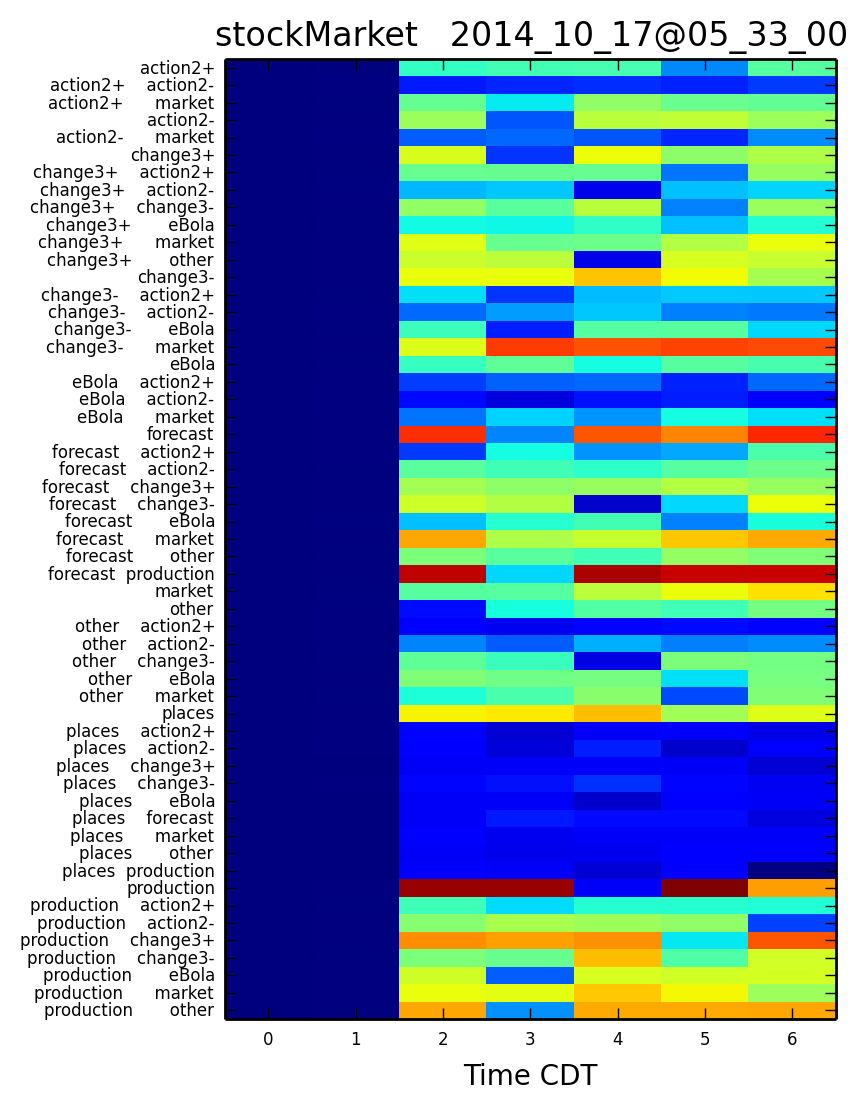 stockMarket 2014_10_17@05_33_00
action2+
action2+ action2-
action2+ market
action2-
action2- market
change3+
change3+ action2+
change3+ action2-
change3+ change3-
change3+ eBola
change3+ market
change3+ other
change3-
change3- action2+
change3- action2-
change3- eBola
change3- market
eBola
eBola action2+
eBola action2-
eBola market
forecast
forecast action2+
forecast action2-
forecast change3+
forecast change3-
forecast eBola
forecast market
forecast other
forecast production
market
other
other action2+
other action2-
other change3-
other eBola
other market
places
places action2+
places action2-
places change3+
places change3-
places eBola
places forecast
places market
places other
places production
production
production action2+
production action2-
production change3+
production change3-
production eBola
production market
production other
0 1 2 3 4 5 6
Time CDT